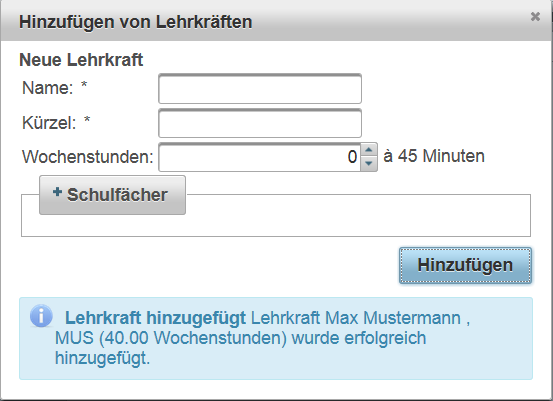 Hinzufügen von Lehrkräften
Neue Lehrkraft
Name: *
Kürzel: *
Wochenstunden: 0 à 45 Minuten
+ Schulfächer
Hinzufügen
Lehrkraft hinzugefügt Lehrkraft Max Mustermann ,
MUS (40.00 Wochenstunden) wurde erfolgreich
hinzugefügt.